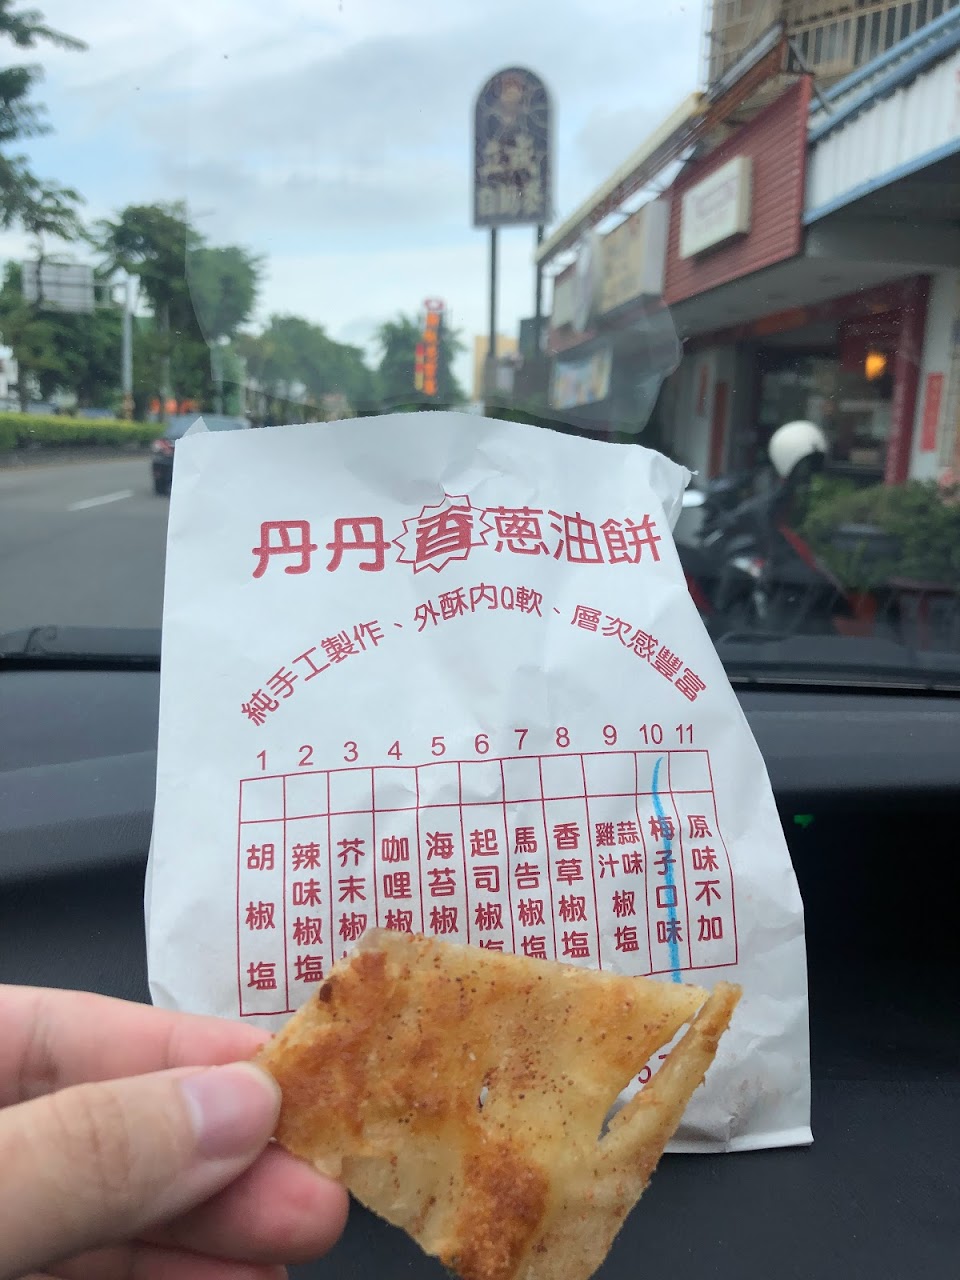 丹丹香蔥油餅
純手工製作、外酥內Q軟、層次感豐富
1 2 3 4 5 6 7 8 9 10 11
胡椒塩
辣味椒塩
芥末椒
咖哩椒
海苔椒
起司椒塩
馬告椒塩
香草椒塩
蒜味雞汁椒塩
梅子口味
原味不加